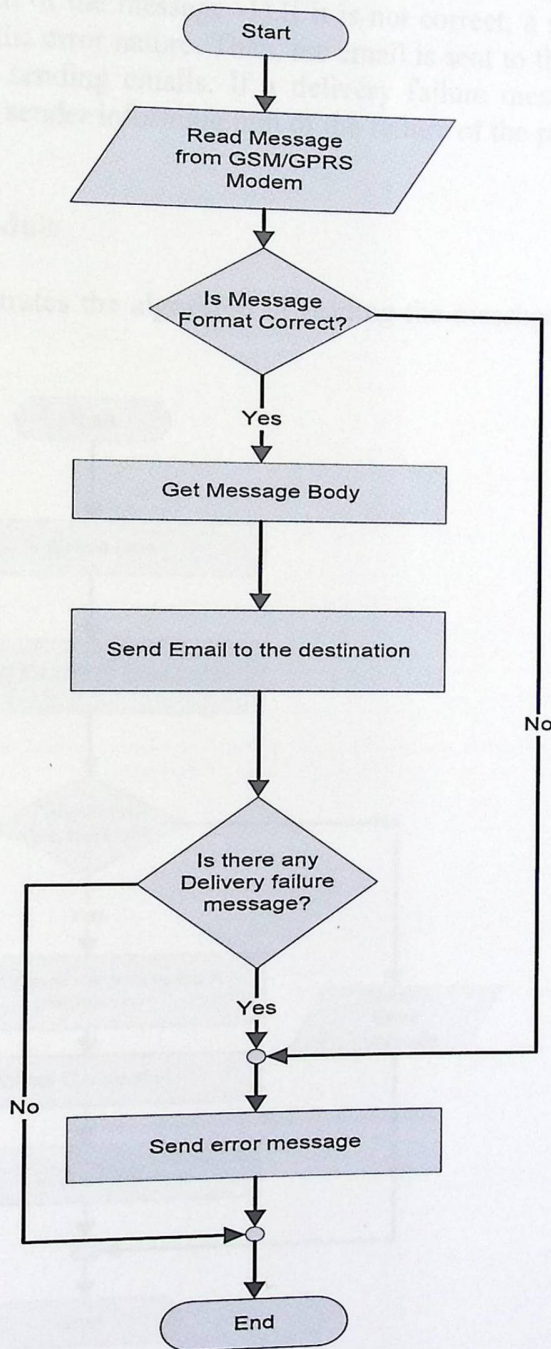 Start
Read Message
from GSM/GPRS
Modem
Is Message
Format Correct?
Yes
Get Message Body
Send Email to the destination
No
Is there any
Delivery failure
message?
Yes
No
Send error message
End